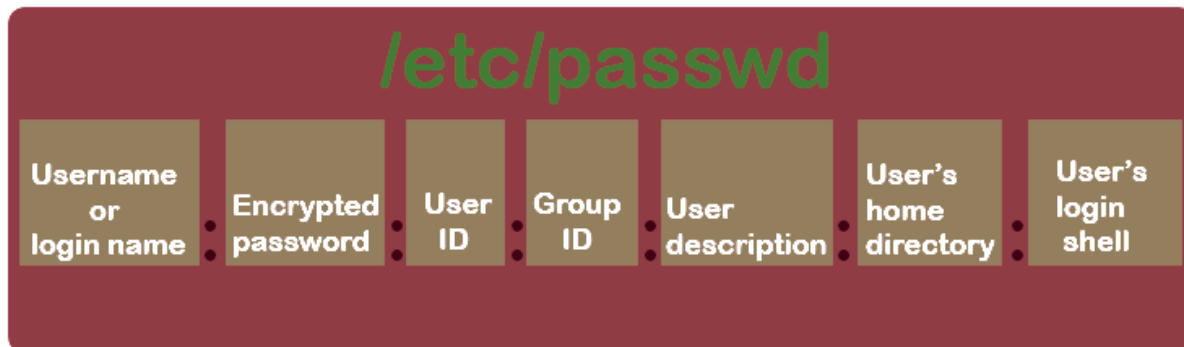 /etc/passwd
Username
or
login name
:
Encrypted
password
:
User
ID
:
Group
ID
:
User
description
:
User's
home
directory
:
User's
login
shell